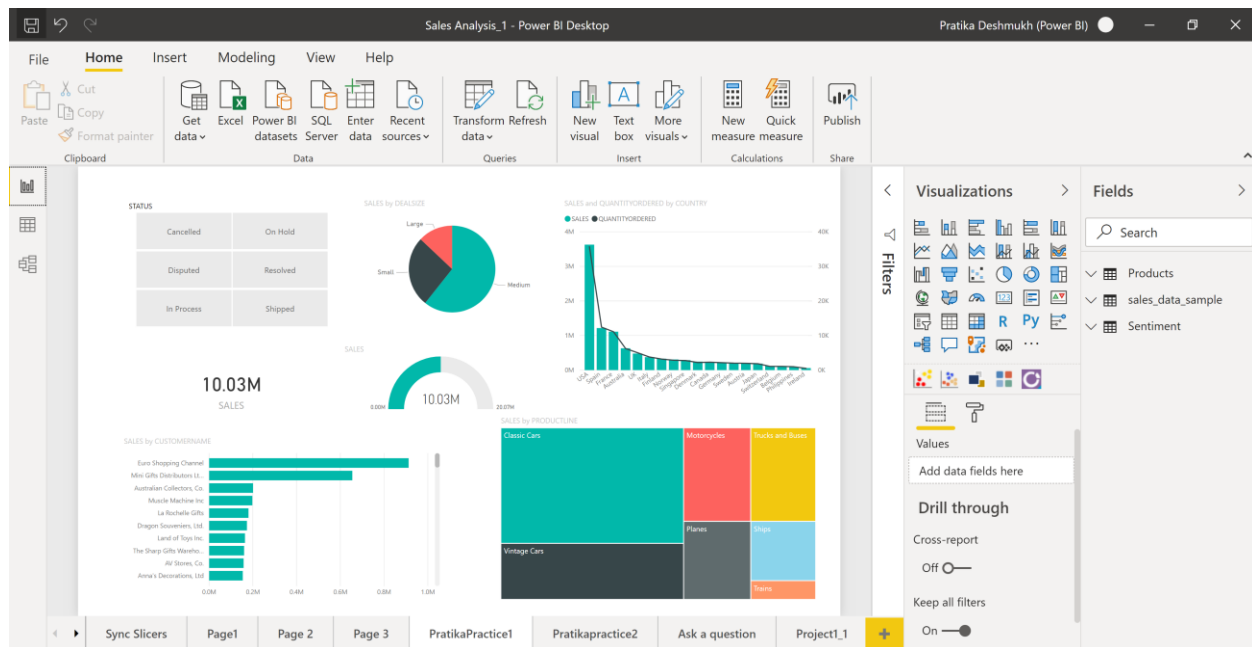 Sales Analysis_1 - Power BI Desktop
Pratika Deshmukh (Power BI)
File Home Insert Modeling View Help
Paste
Cut
Copy
Format painter
Clipboard
Get data
Excel
Power BI datasets
SQL Server
Enter data
Recent sources
Data
Transform data
Refresh
Queries
New visual
Text box
More visuals
Insert
New measure
Quick measure
Calculations
Publish
Share
STATUS
Cancelled On Hold
Disputed Resolved
In Process Shipped
SALES by DEALSIZE
Large
Small
Medium
SALES and QUANTITYORDERED by COUNTRY
SALES QUANTITYORDERED
4M 40K
3M 30K
2M 20K
1M 10K
0M 0K
USA Spain France Australia UK Italy Finland Norway Singapore Denmark Canada Germany Sweden Austria Japan Switzerland Belgium Philippines Ireland
10.03M
SALES
SALES
10.03M
0.00M 20.07M
SALES by CUSTOMERNAME
Euro Shopping Channel
Mini Gifts Distributors Lt...
Australian Collectors, Co.
Muscle Machine Inc
La Rochelle Gifts
Dragon Souveniers, Ltd.
Land of Toys Inc.
The Sharp Gifts Wareho...
AV Stores, Co.
Anna's Decorations, Ltd
0.0M 0.2M 0.4M 0.6M 0.8M 1.0M
SALES by PRODUCTLINE
Classic Cars
Motorcycles
Trucks and Buses
Vintage Cars
Planes
Ships
Trains
Filters
Visualizations
R Py
123
Values
Add data fields here
Drill through
Cross-report
Off
Keep all filters
On
Fields
Search
Products
sales_data_sample
Sentiment
Sync Slicers Page1 Page 2 Page 3 PratikaPractice1 Pratikapractice2 Ask a question Project1_1